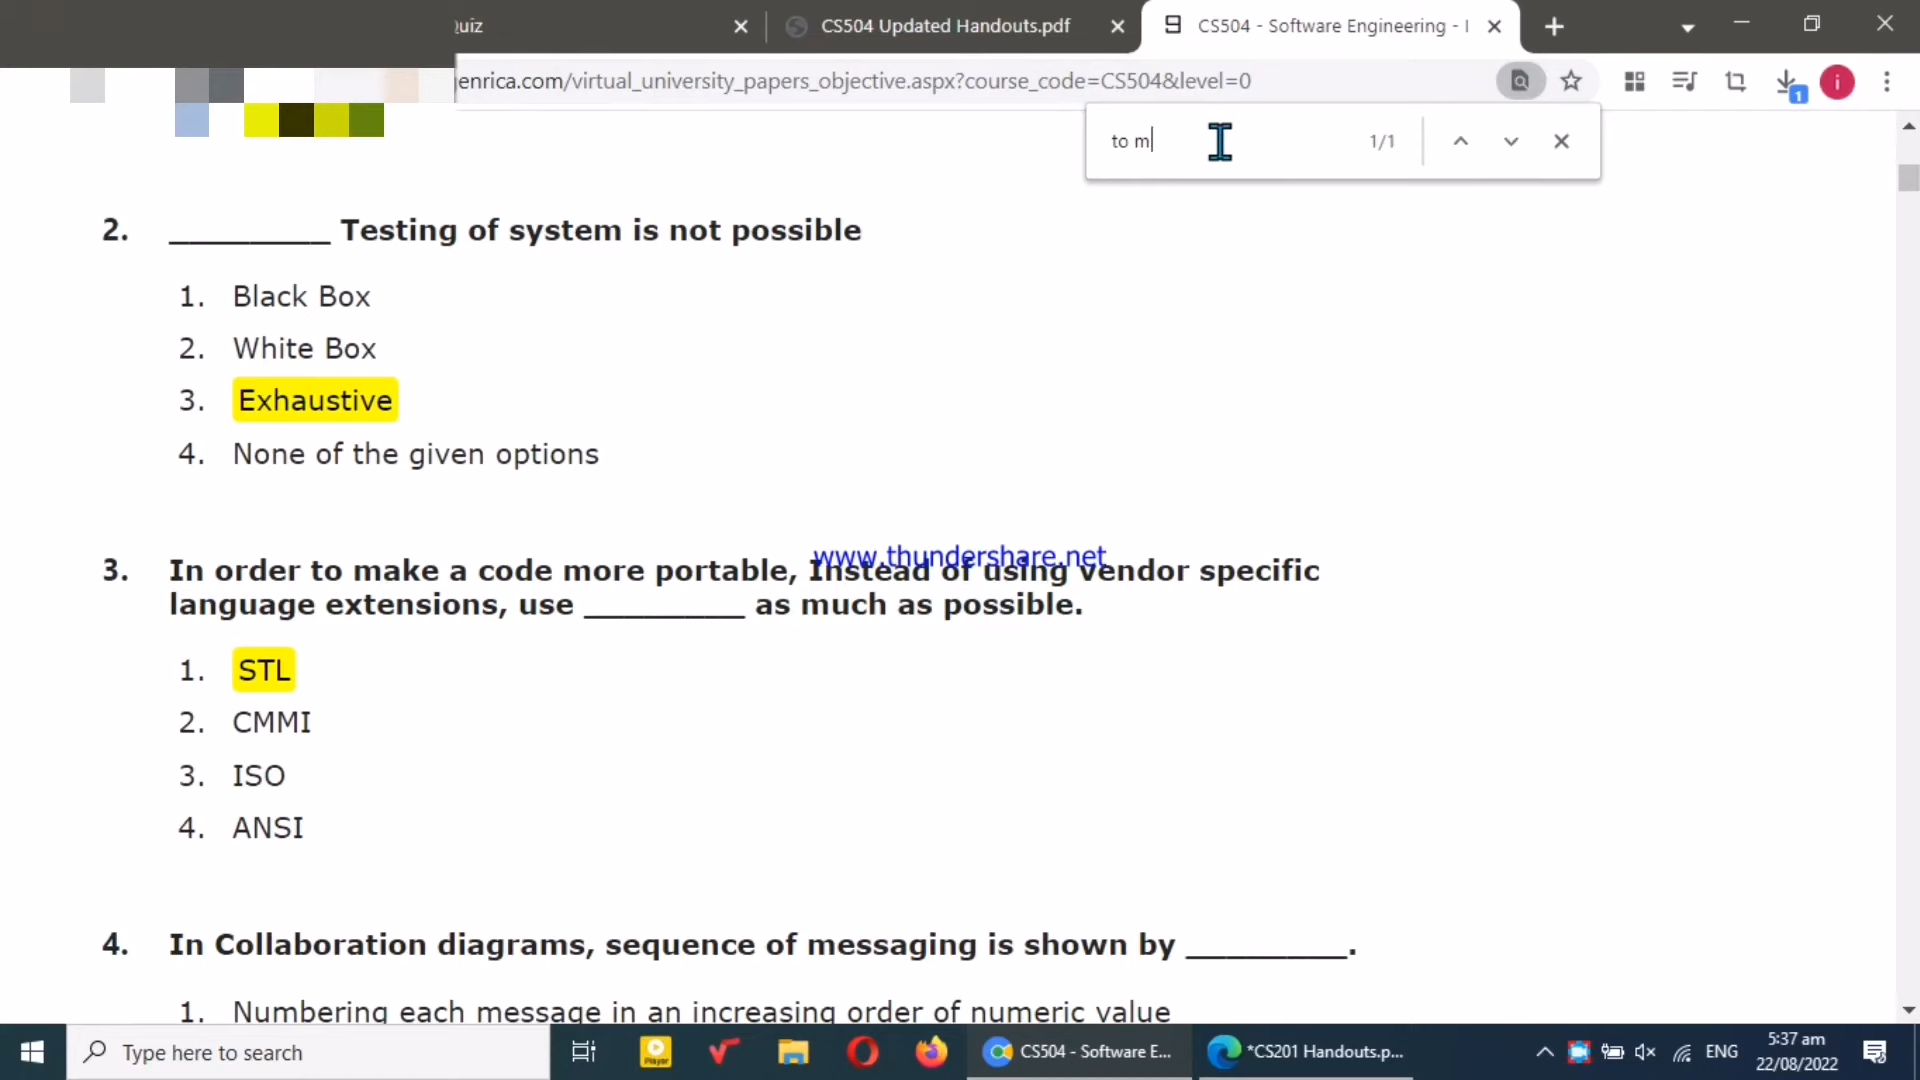 uiz
CS504 Updated Handouts.pdf
CS504 - Software Engineering -
enrica.com/virtual_university_papers_objective.aspx?course_code=CS504&level=0
1
i
to m
1/1
2. ________ Testing of system is not possible
1. Black Box
2. White Box
3. Exhaustive
4. None of the given options
www.thundershare.net
3. In order to make a code more portable, Instead of using vendor specific
language extensions, use ________ as much as possible.
1. STL
2. CMMI
3. ISO
4. ANSI
4. In Collaboration diagrams, sequence of messaging is shown by ________.
1. Numbering each message in an increasing order of numeric value
Type here to search
Player
CS504 - Software E...
*CS201 Handouts.p...
ENG
5:37 am
22/08/2022